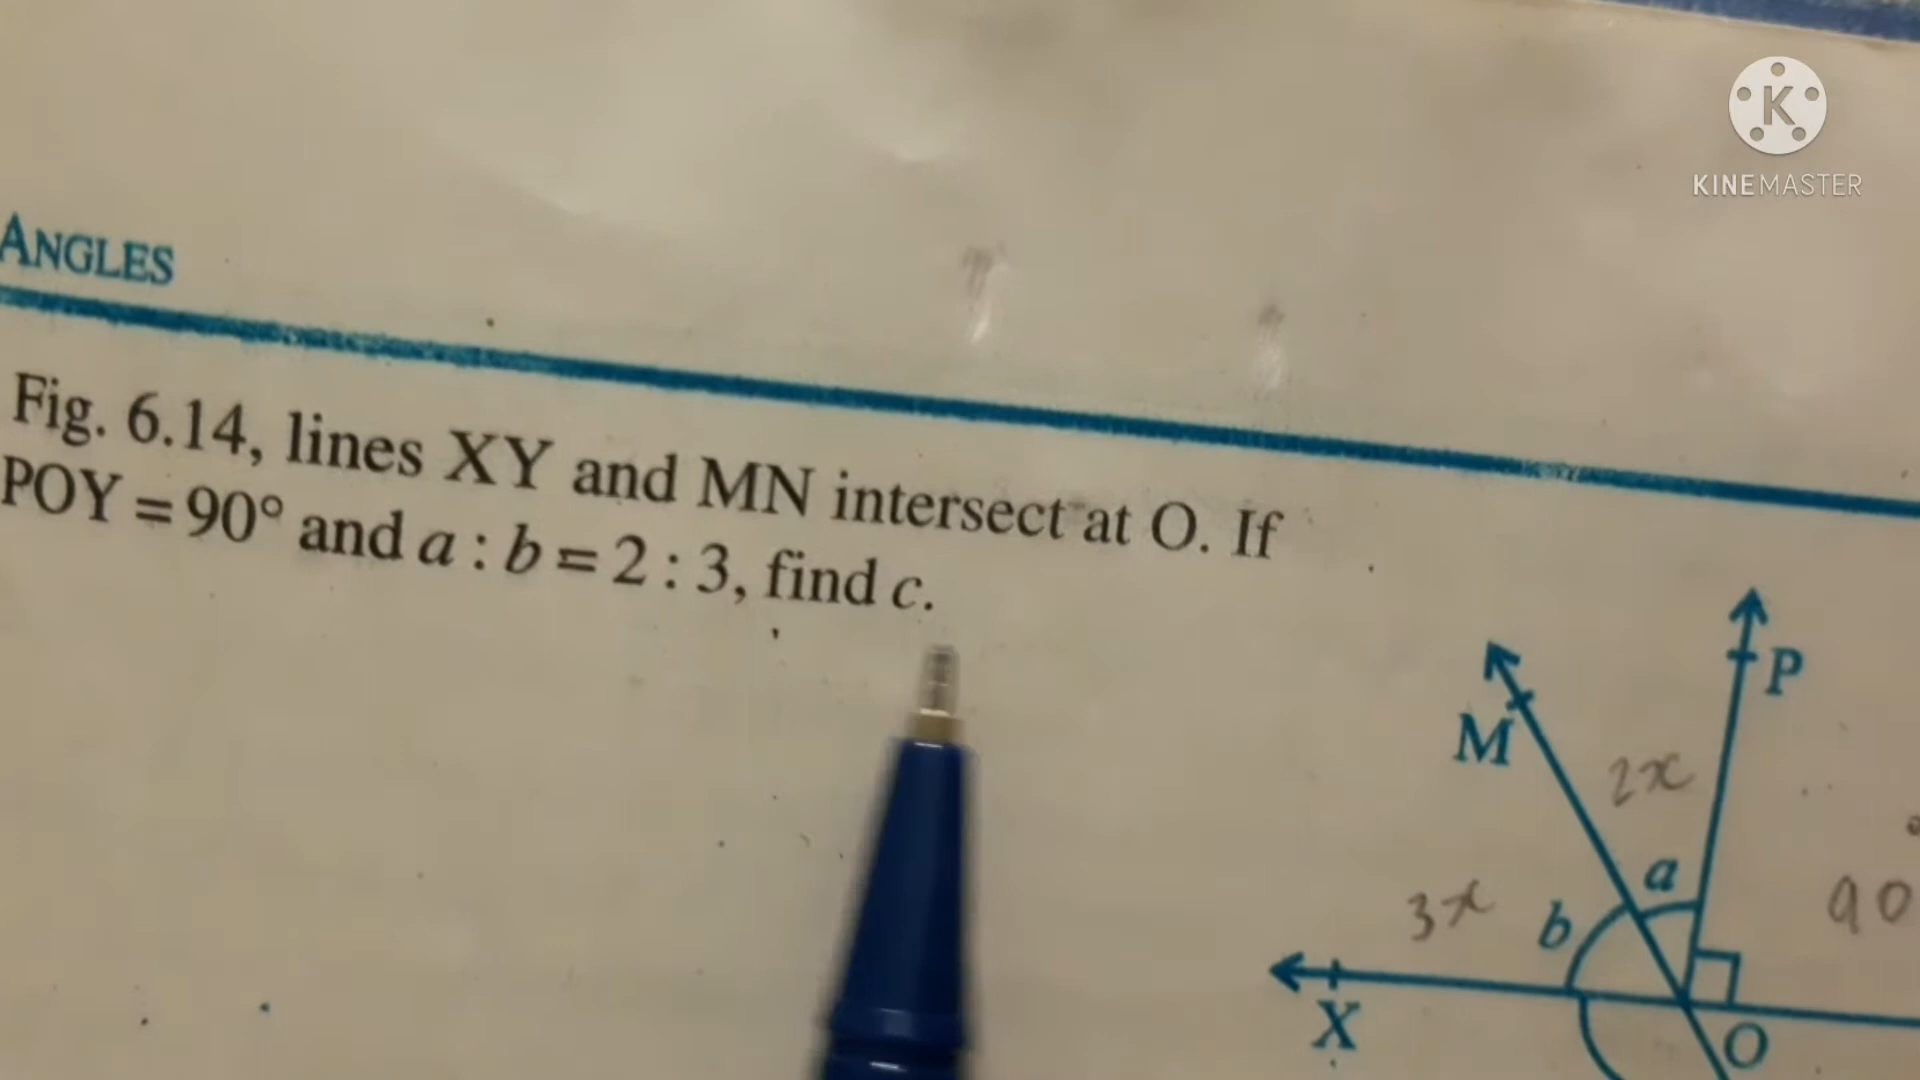 K
KINEMASTER
ANGLES
Fig. 6.14, lines XY and MN intersect at O. If
POY = 90° and a : b = 2 : 3, find c.
P
M
2x
a
3x
b
90
X
O